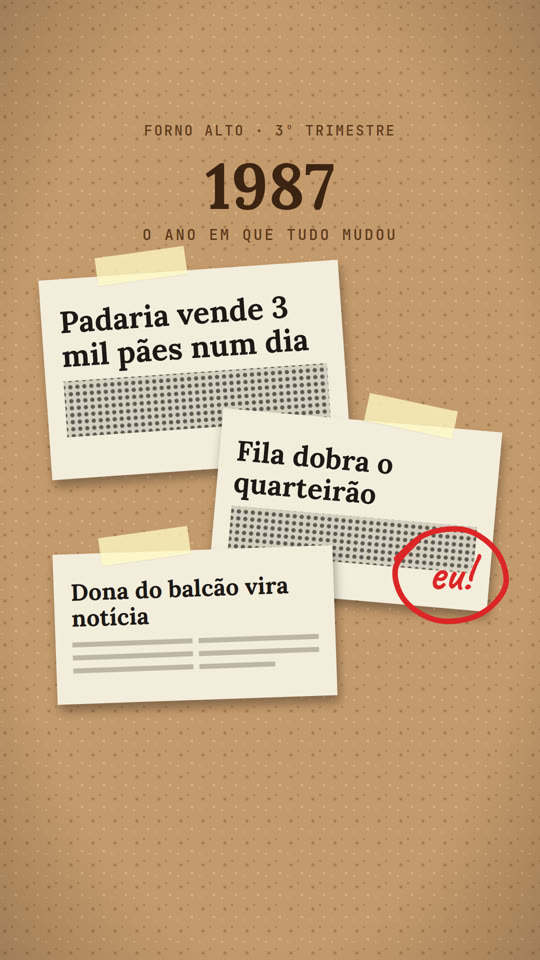 FORNO ALTO · 3° TRIMESTRE
1987
O ANO EM QUE TUDO MUDOU
Padaria vende 3
mil pães num dia
Fila dobra o
quarteirão
eu!
Dona do balcão vira
notícia